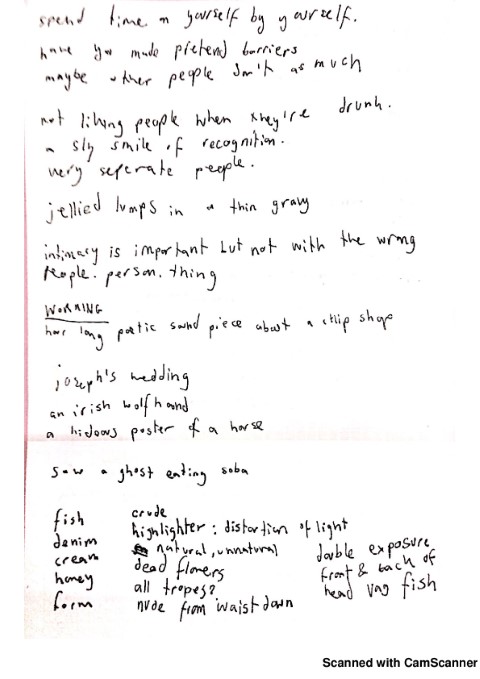 spend time on yourself by yourself.
have you made pretend barriers
maybe other people don't as much
not liking people when they're drunk.
a sly smile of recognition.
very seperate people.
jellied lumps in a thin gravy
intimacy is important but not with the wrong
people. person. thing
WORKING
hour long poetic sound piece about a chip shop
joseph's wedding
an irish wolfhound
a hideous poster of a horse
saw a ghost eating soba
fish crude
denim highlighter : distortion of light
cream natural, unnatural double exposure
honey dead flowers front & back of
form all tropes? head fish
nude from waist down
Scanned with CamScanner